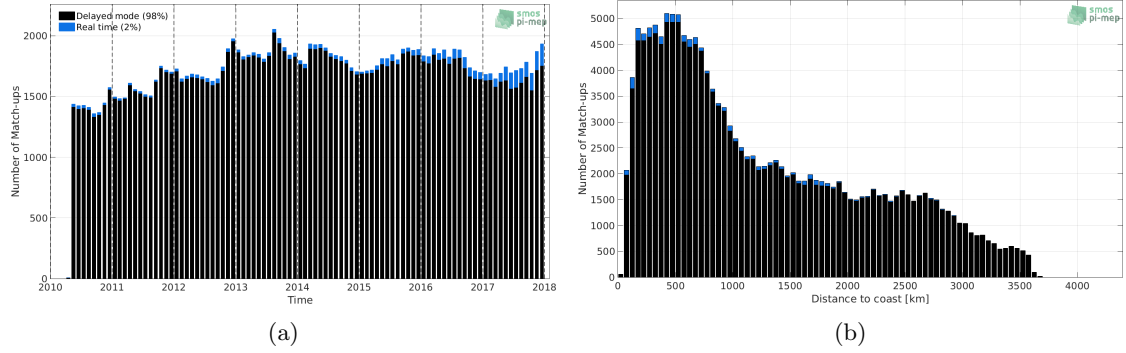 Delayed mode (98%)
Real time (2%)
smos
pi-mep
Number of Match-ups
2000
1500
1000
500
0
2010 2011 2012 2013 2014 2015 2016 2017 2018
Time
(a)
smos
pi-mep
Number of Match-ups
5000
4500
4000
3500
3000
2500
2000
1500
1000
500
0
0 500 1000 1500 2000 2500 3000 3500 4000
Distance to coast [km]
(b)